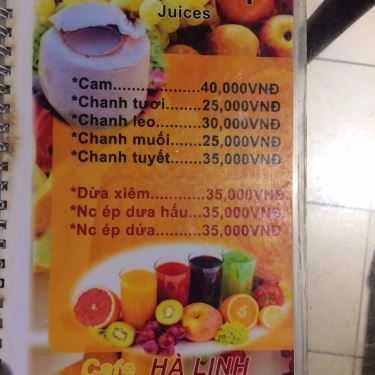 Juices
*Cam....................40,000VNĐ
*Chanh tươi.......25,000VNĐ
*Chanh leo.........30,000VNĐ
*Chanh muối......25,000VNĐ
*Chanh tuyết......35,000VNĐ
*Dừa xiêm............35,000VNĐ
*Nc ép dưa hấu...35,000VNĐ
*Nc ép dứa.........35,000VNĐ
Cafe HÀ LINH